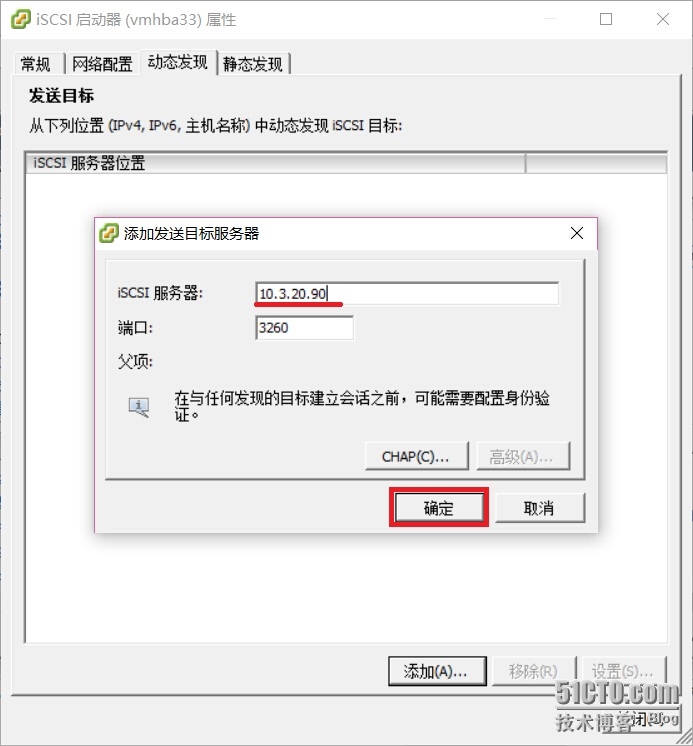 iSCSI 启动器 (vmhba33) 属性
常规 网络配置 动态发现 静态发现
发送目标
从下列位置 (IPv4, IPv6, 主机名称) 中动态发现 iSCSI 目标:
iSCSI 服务器位置
添加发送目标服务器
iSCSI 服务器: 10.3.20.90
端口: 3260
父项:
在与任何发现的目标建立会话之前，可能需要配置身份验
证。
CHAP(C)... 高级(A)...
确定 取消
添加(A)... 移除(R) 设置(S)...
51CTO.com
技术博客 Blog